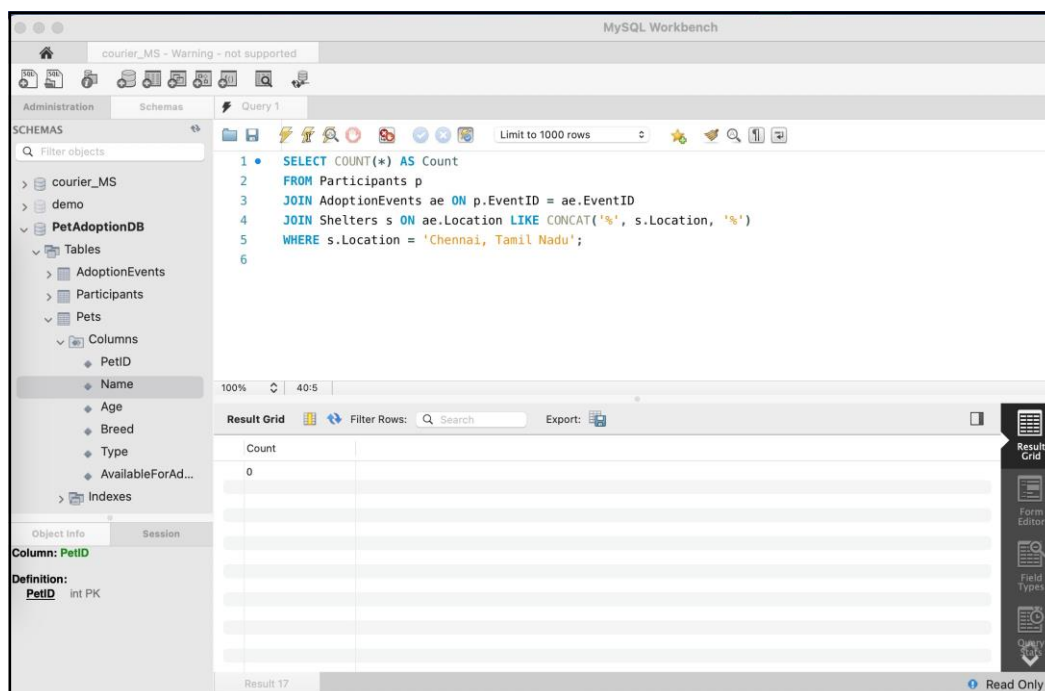 MySQL Workbench
courier_MS - Warning - not supported
Administration Schemas Query 1
SCHEMAS
Filter objects
courier_MS
demo
PetAdoptionDB
Tables
AdoptionEvents
Participants
Pets
Columns
PetID
Name
Age
Breed
Type
AvailableForAd...
Indexes
Object Info Session
Column: PetID
Definition:
PetID int PK
Limit to 1000 rows
1 SELECT COUNT(*) AS Count
2 FROM Participants p
3 JOIN AdoptionEvents ae ON p.EventID = ae.EventID
4 JOIN Shelters s ON ae.Location LIKE CONCAT('%', s.Location, '%')
5 WHERE s.Location = 'Chennai, Tamil Nadu';
6
100% 40:5
Result Grid Filter Rows: Search Export:
Count
0
Result
Grid
Form
Editor
Field
Types
Query
Stats
Result 17 Read Only